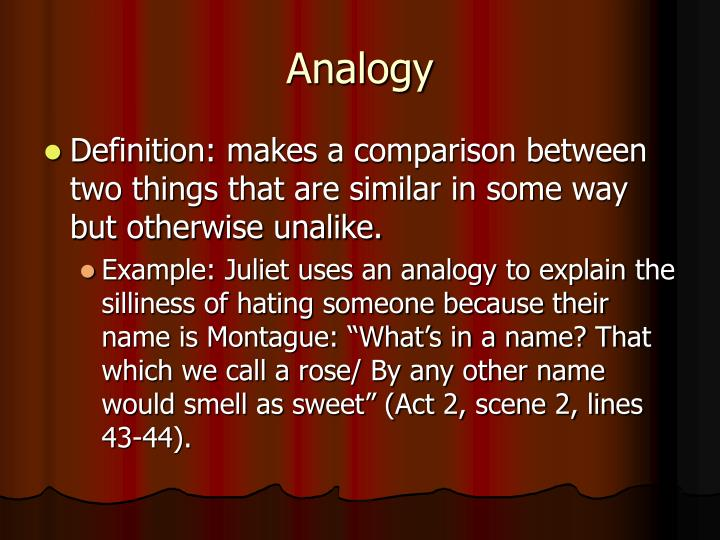 Analogy
Definition: makes a comparison between
two things that are similar in some way
but otherwise unalike.
Example: Juliet uses an analogy to explain the
silliness of hating someone because their
name is Montague: “What’s in a name? That
which we call a rose/ By any other name
would smell as sweet” (Act 2, scene 2, lines
43-44).